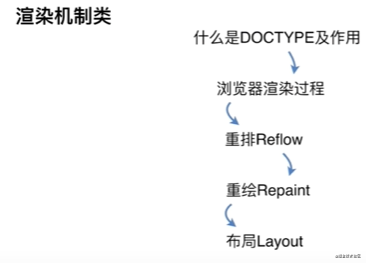 渲染机制类
什么是DOCTYPE及作用
浏览器渲染过程
重排Reflow
重绘Repaint
布局Layout